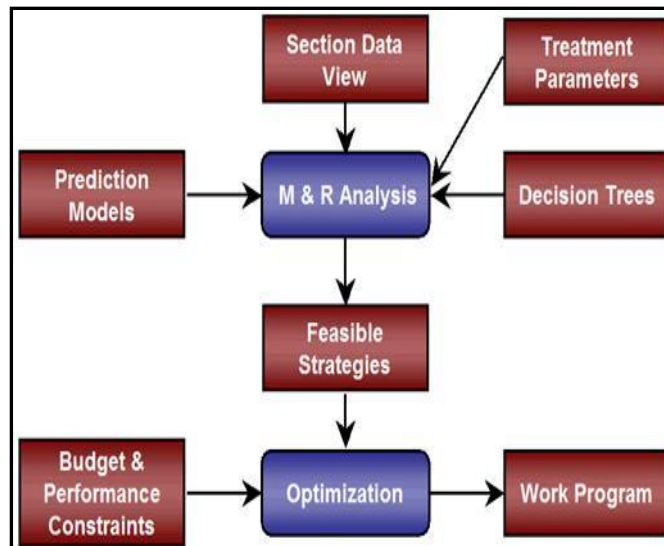 Section Data
View
Treatment
Parameters
Prediction
Models
M & R Analysis
Decision Trees
Feasible
Strategies
Budget &
Performance
Constraints
Optimization
Work Program